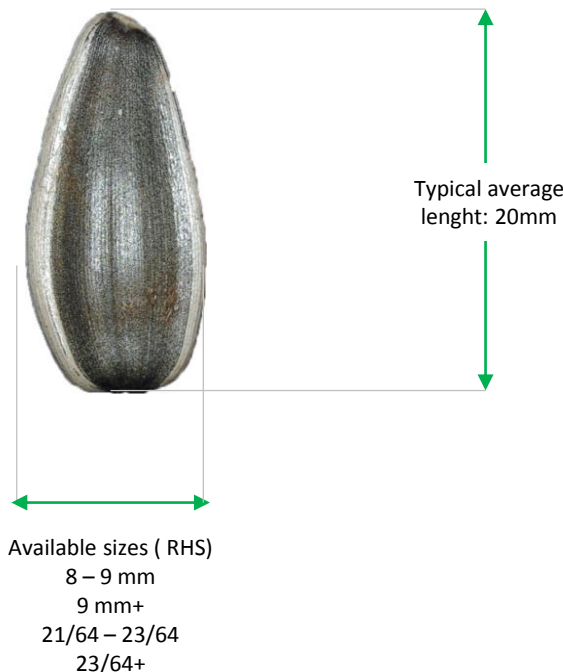 Typical average
lenght: 20mm
Available sizes ( RHS)
8 – 9 mm
9 mm+
21/64 – 23/64
23/64+